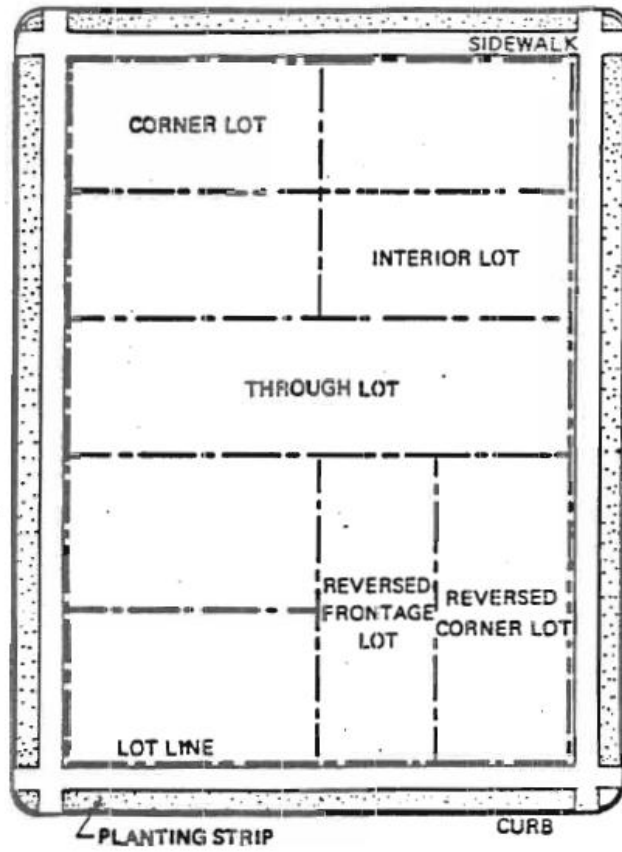 SIDEWALK
CORNER LOT
INTERIOR LOT
THROUGH LOT
REVERSED
FRONTAGE
LOT
REVERSED
CORNER LOT
LOT LINE
PLANTING STRIP
CURB